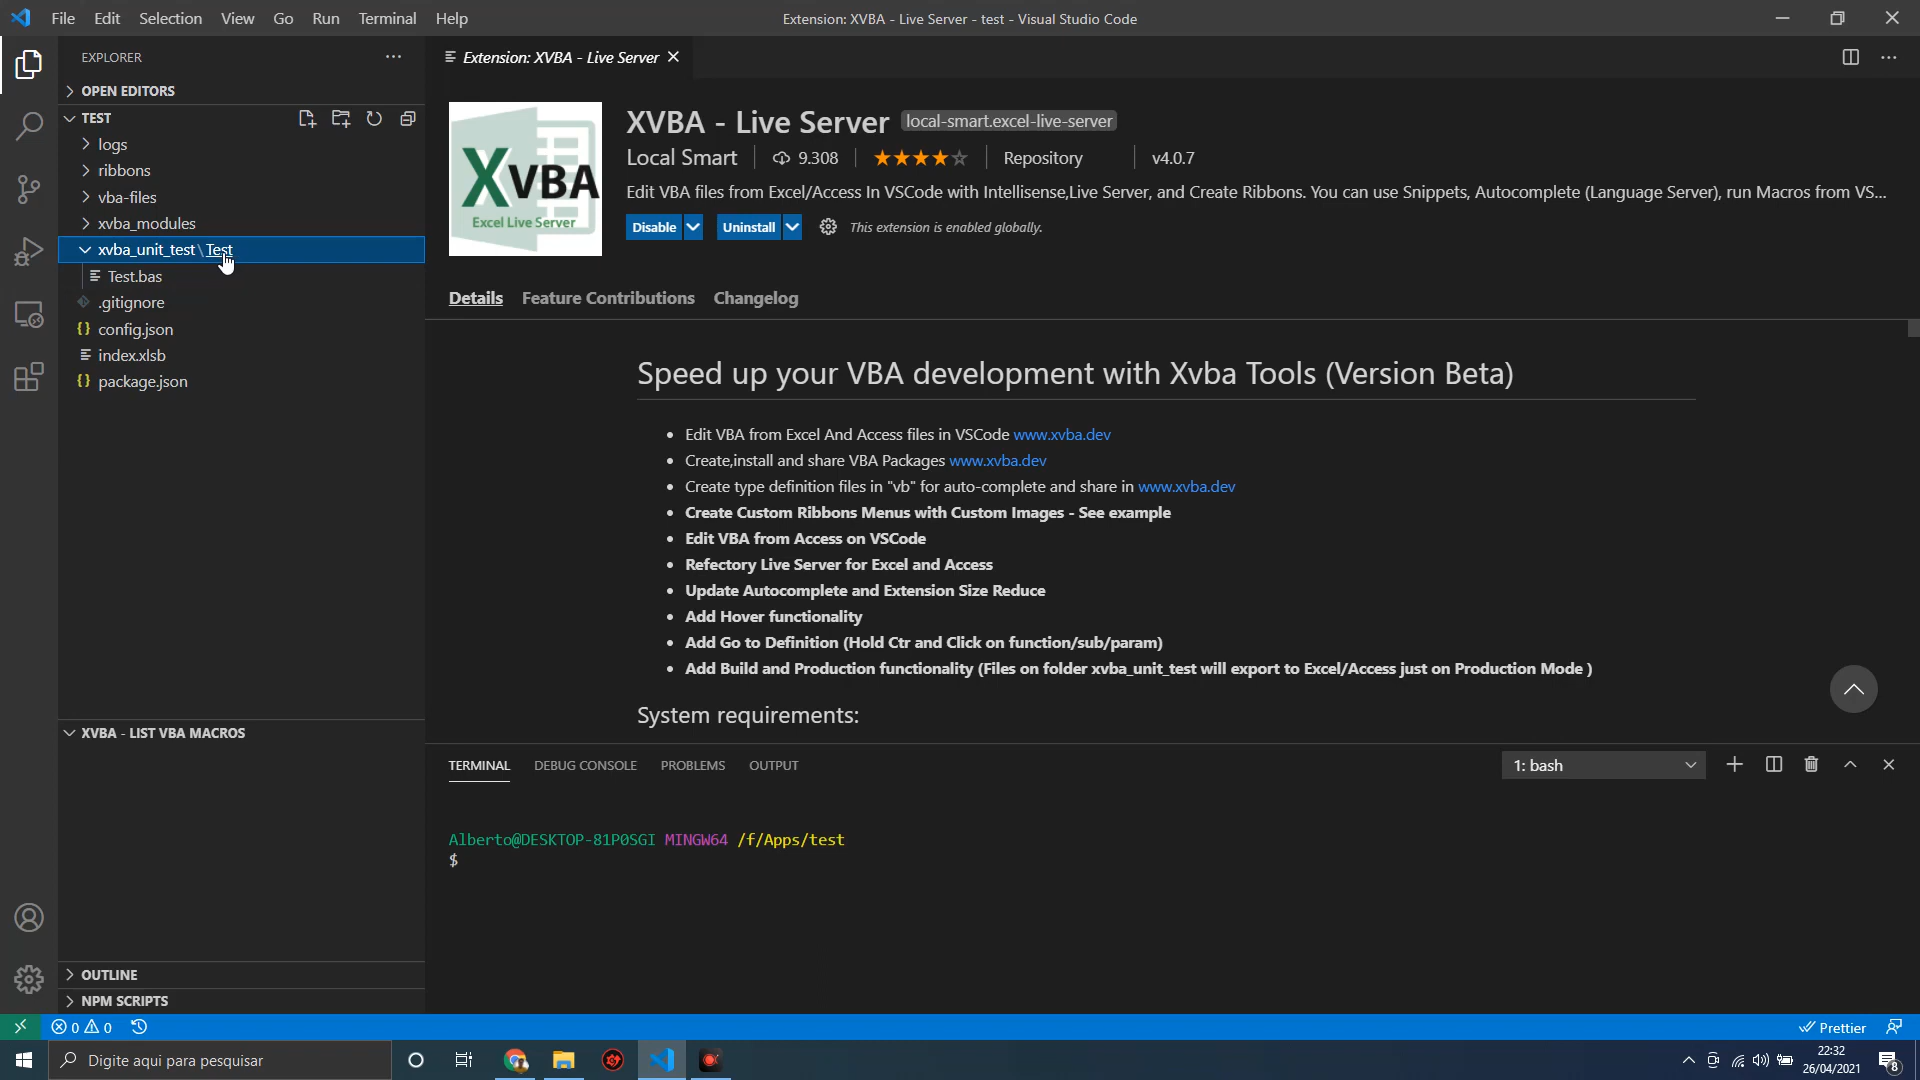 File Edit Selection View Go Run Terminal Help
Extension: XVBA - Live Server - test - Visual Studio Code
EXPLORER
OPEN EDITORS
TEST
logs
ribbons
vba-files
xvba_modules
xvba_unit_test\Test
Test.bas
.gitignore
config.json
index.xlsb
package.json
XVBA - LIST VBA MACROS
OUTLINE
NPM SCRIPTS
Extension: XVBA - Live Server
XVBA
Excel Live Server
XVBA - Live Server local-smart.excel-live-server
Local Smart 9.308 Repository v4.0.7
Edit VBA files from Excel/Access In VSCode with Intellisense,Live Server, and Create Ribbons. You can use Snippets, Autocomplete (Language Server), run Macros from VS...
Disable Uninstall This extension is enabled globally.
Details Feature Contributions Changelog
Speed up your VBA development with Xvba Tools (Version Beta)
Edit VBA from Excel And Access files in VSCode www.xvba.dev
Create,install and share VBA Packages www.xvba.dev
Create type definition files in "vb" for auto-complete and share in www.xvba.dev
Create Custom Ribbons Menus with Custom Images - See example
Edit VBA from Access on VSCode
Refectory Live Server for Excel and Access
Update Autocomplete and Extension Size Reduce
Add Hover functionality
Add Go to Definition (Hold Ctr and Click on function/sub/param)
Add Build and Production functionality (Files on folder xvba_unit_test will export to Excel/Access just on Production Mode )
System requirements:
TERMINAL DEBUG CONSOLE PROBLEMS OUTPUT 1: bash
Alberto@DESKTOP-81P0SGI MINGW64 /f/Apps/test
$
0 0 Prettier
Digite aqui para pesquisar
22:32
26/04/2021
8